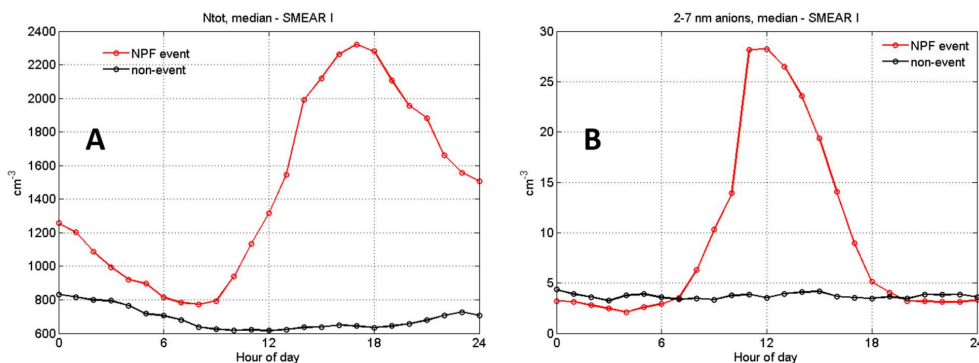 Ntot, median - SMEAR I
2400
2200
2000
1800
1600
1400
1200
1000
800
600
cm-3
NPF event
non-event
A
0 6 12 18 24
Hour of day
2-7 nm anions, median - SMEAR I
30
25
20
15
10
5
0
cm-3
NPF event
non-event
B
0 6 12 18 24
Hour of day